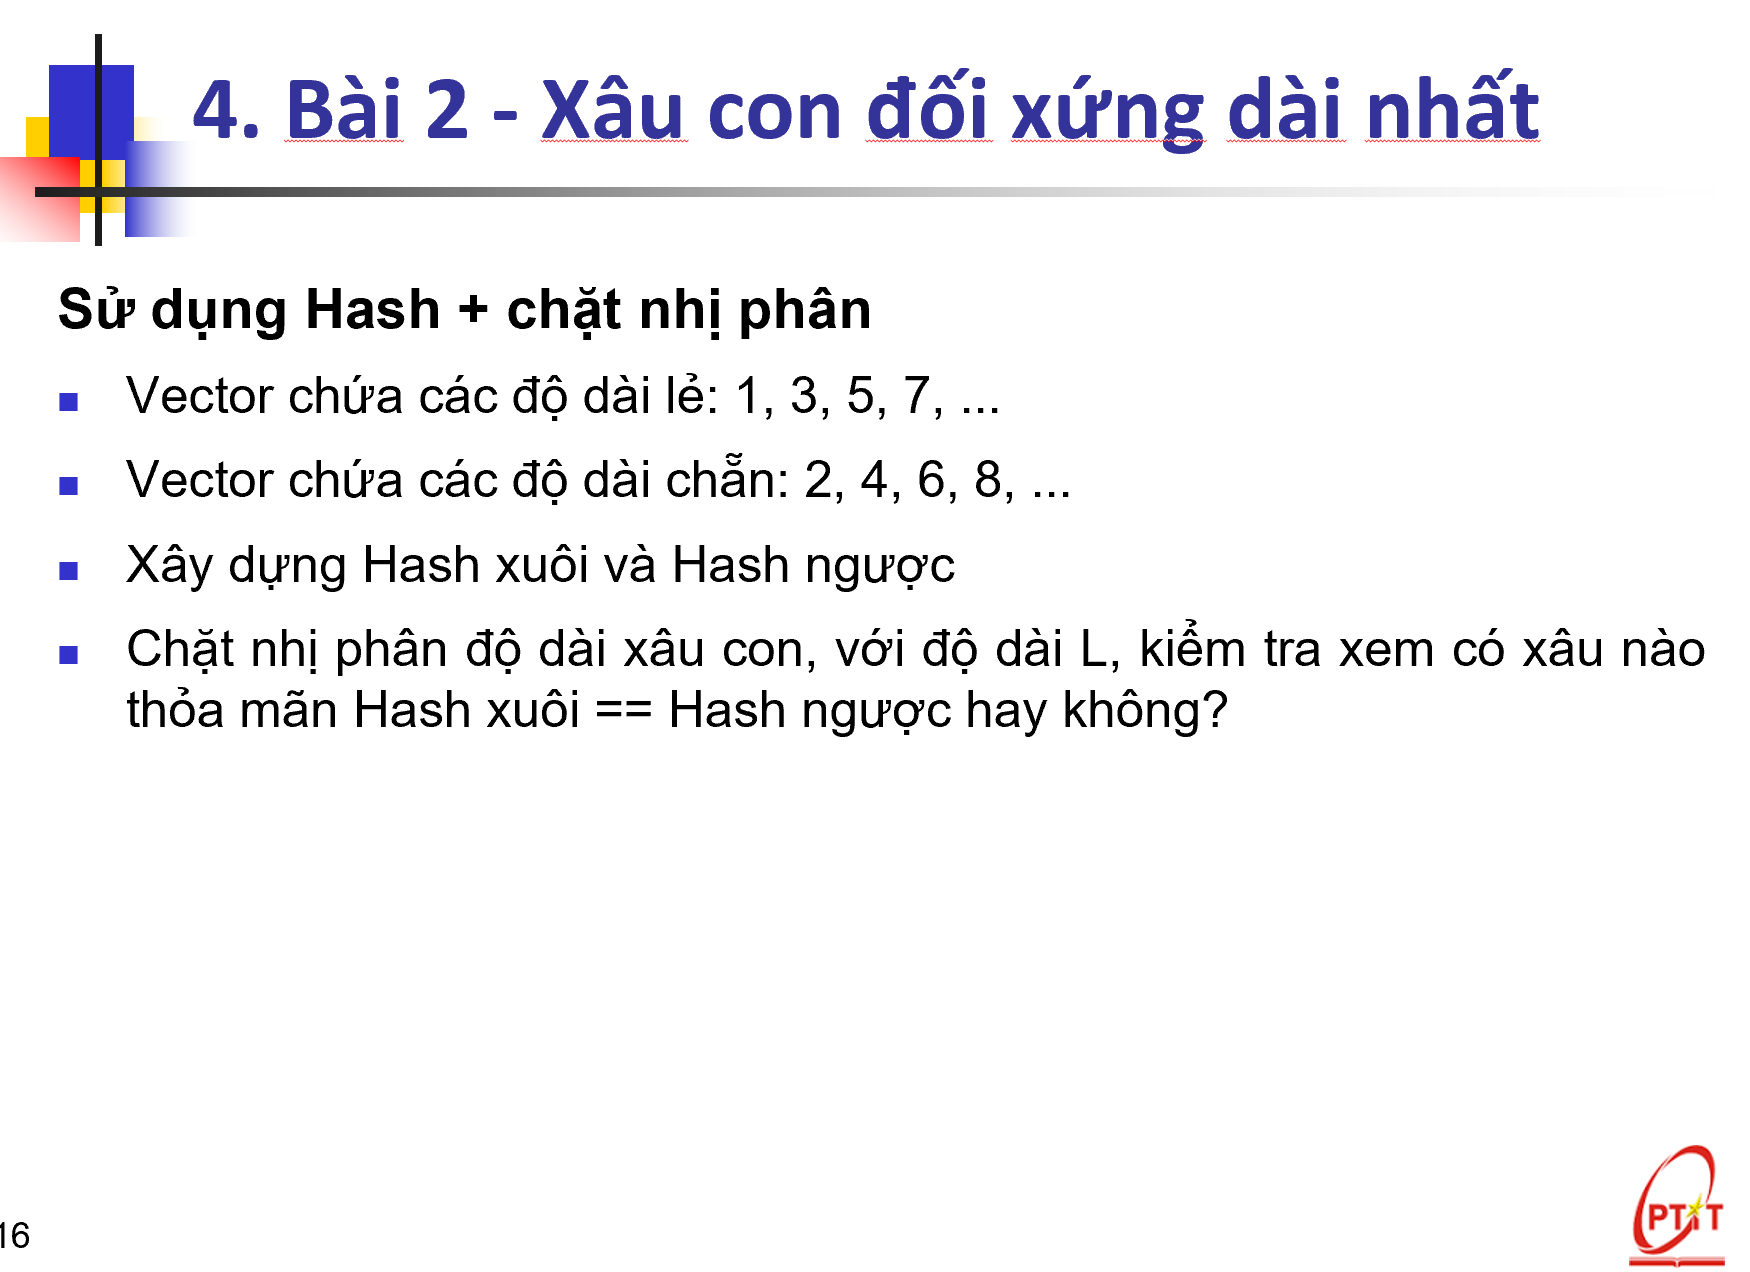 4. Bài 2 - Xâu con đối xứng dài nhất
Sử dụng Hash + chặt nhị phân
Vector chứa các độ dài lẻ: 1, 3, 5, 7, ...
Vector chứa các độ dài chẵn: 2, 4, 6, 8, ...
Xây dựng Hash xuôi và Hash ngược
Chặt nhị phân độ dài xâu con, với độ dài L, kiểm tra xem có xâu nào
thỏa mãn Hash xuôi == Hash ngược hay không?
16
PTIT